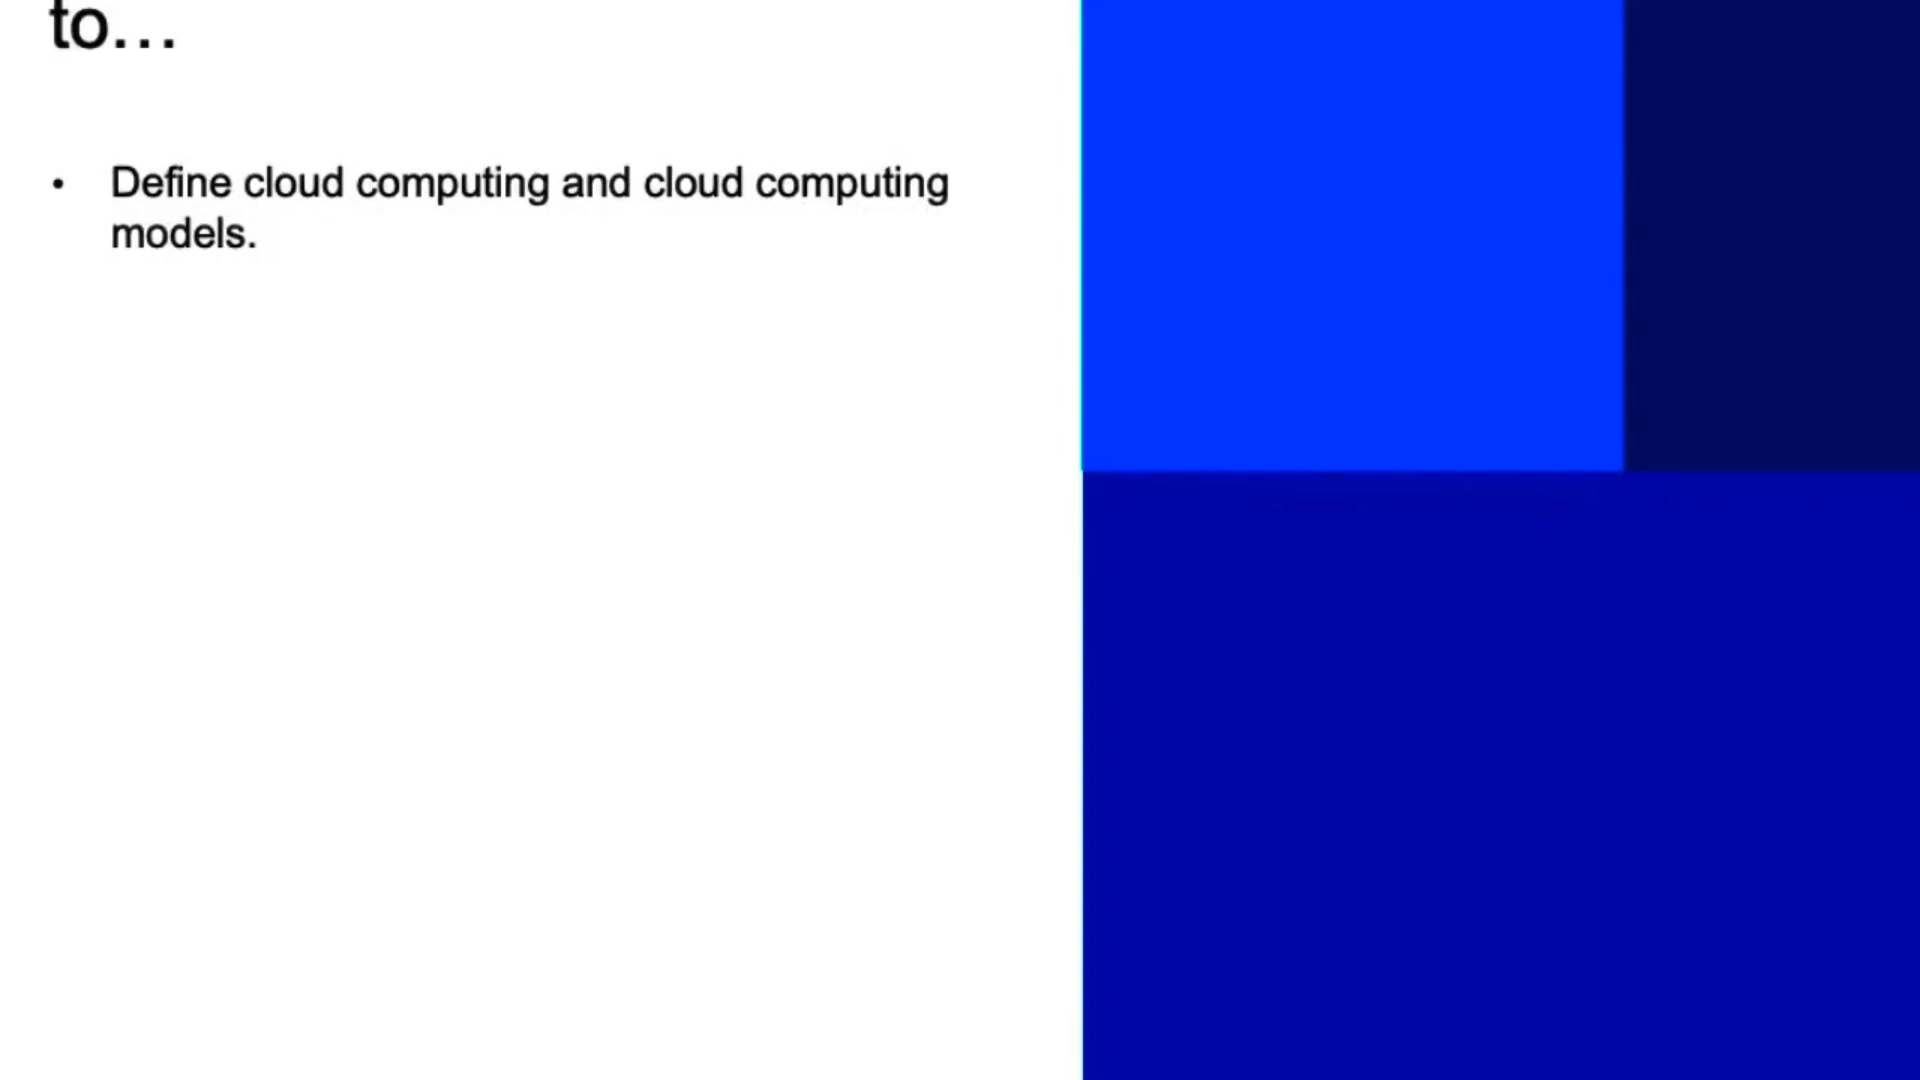 to...
• Define cloud computing and cloud computing
models.